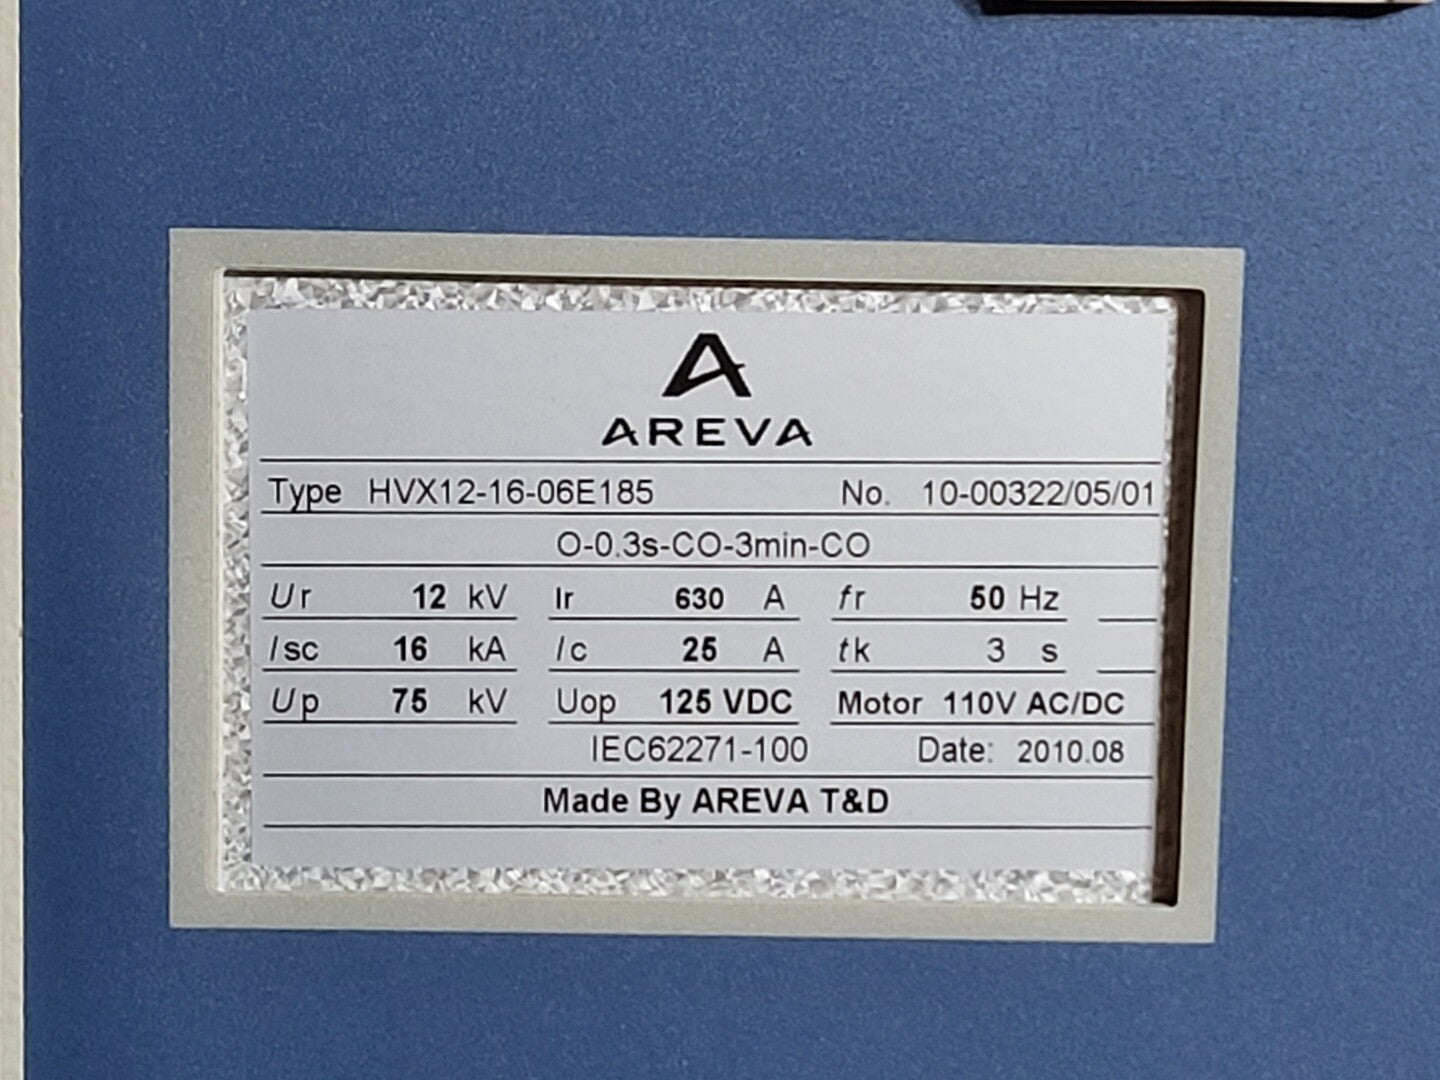 AREVA
Type HVX12-16-06E185 No. 10-00322/05/01
O-0.3s-CO-3min-CO
Ur 12 kV Ir 630 A fr 50 Hz
Isc 16 kA Ic 25 A tk 3 s
Up 75 kV Uop 125 VDC Motor 110V AC/DC
IEC62271-100 Date: 2010.08
Made By AREVA T&D